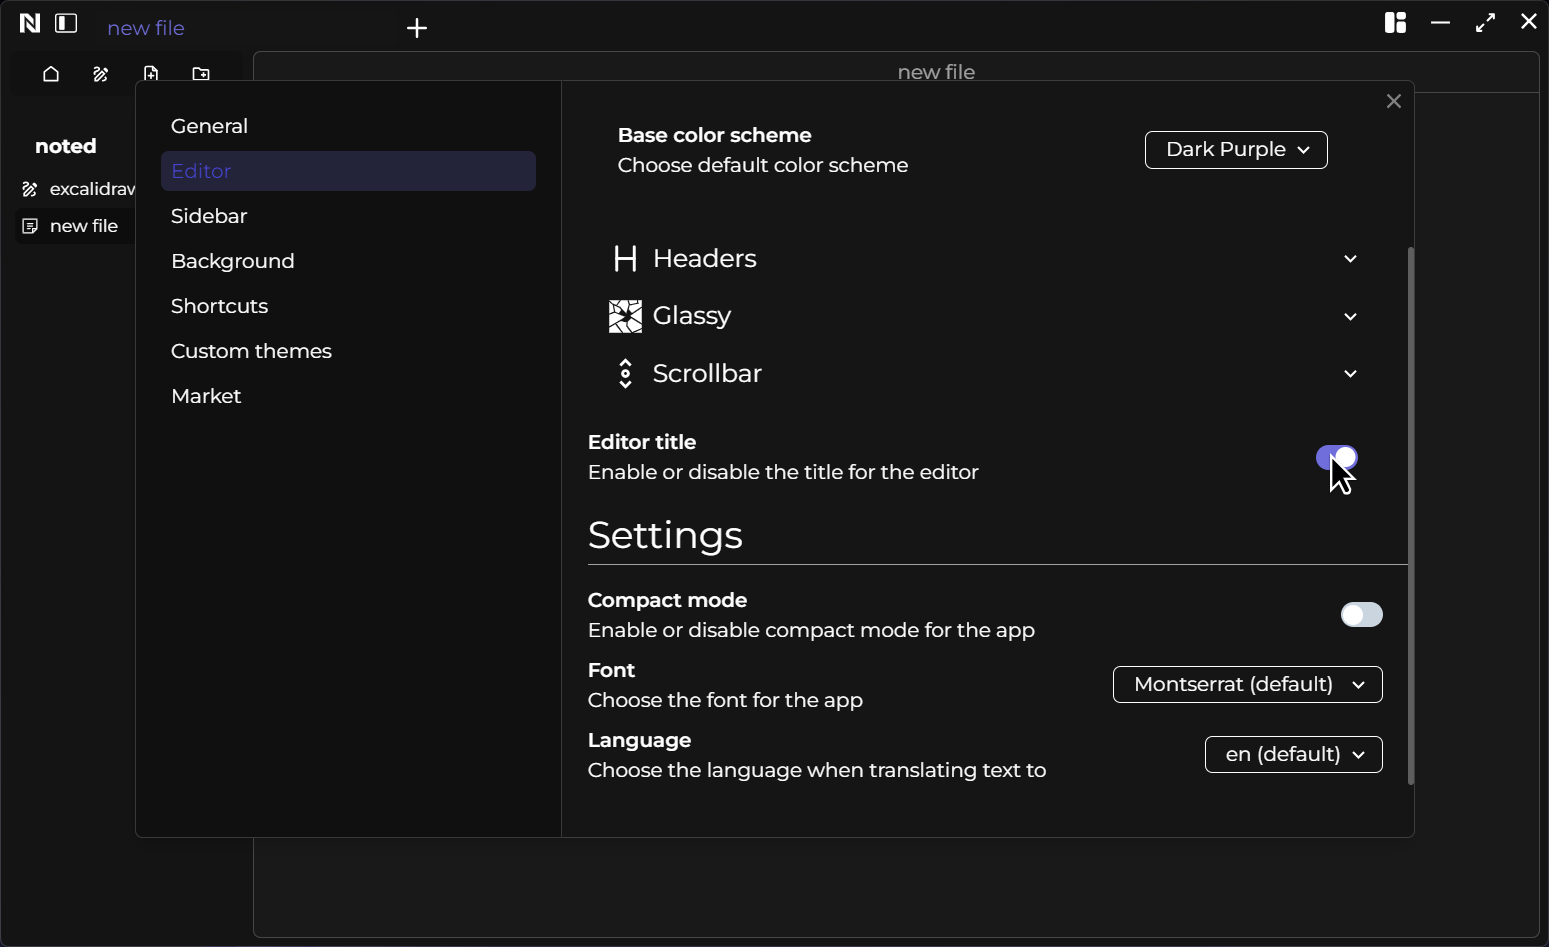 new file
new file
noted
excalidraw
new file
General
Editor
Sidebar
Background
Shortcuts
Custom themes
Market
Base color scheme
Choose default color scheme
Dark Purple
Headers
Glassy
Scrollbar
Editor title
Enable or disable the title for the editor
Settings
Compact mode
Enable or disable compact mode for the app
Font
Choose the font for the app
Montserrat (default)
Language
Choose the language when translating text to
en (default)